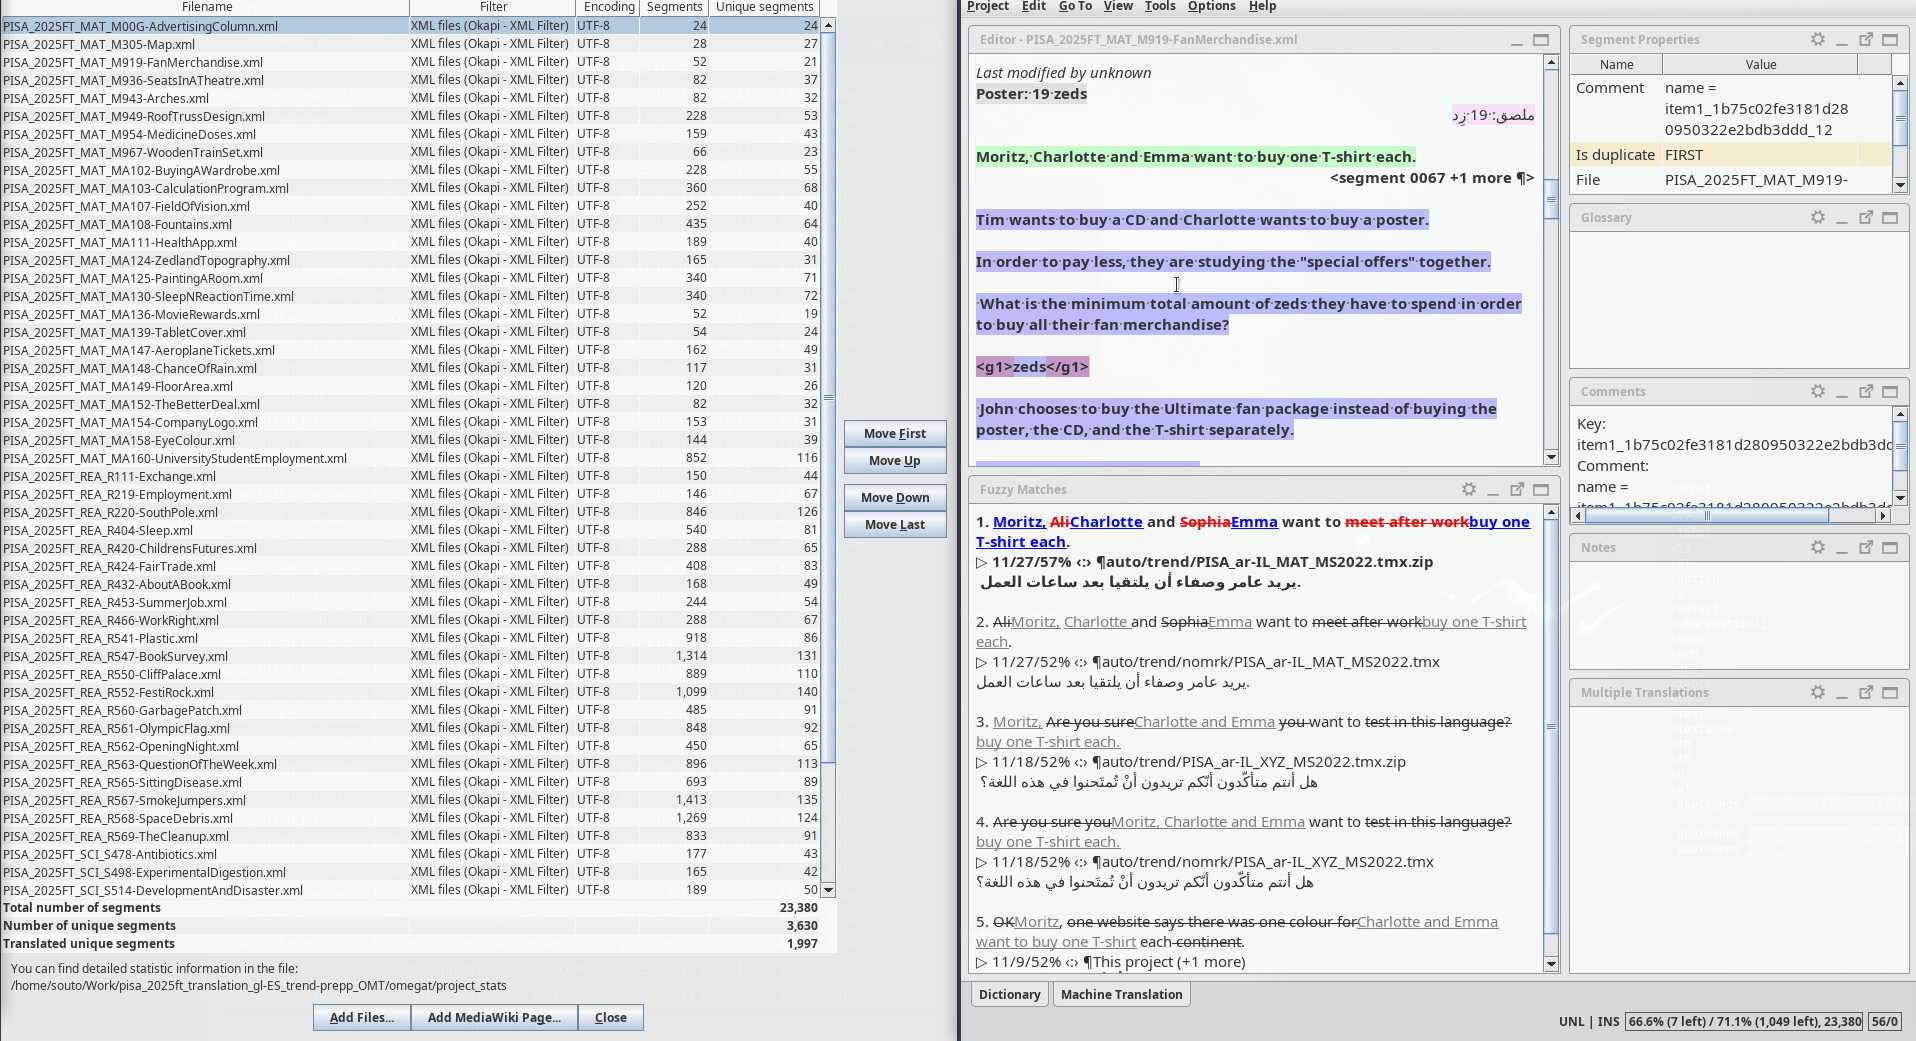 Filename Filter Encoding Segments Unique segments
PISA_2025FT_MAT_M00G-AdvertisingColumn.xml XML files (Okapi - XML Filter) UTF-8 24 24
PISA_2025FT_MAT_M305-Map.xml XML files (Okapi - XML Filter) UTF-8 28 27
PISA_2025FT_MAT_M919-FanMerchandise.xml XML files (Okapi - XML Filter) UTF-8 52 21
PISA_2025FT_MAT_M936-SeatsInATheatre.xml XML files (Okapi - XML Filter) UTF-8 82 37
PISA_2025FT_MAT_M943-Arches.xml XML files (Okapi - XML Filter) UTF-8 82 32
PISA_2025FT_MAT_M949-RoofTrussDesign.xml XML files (Okapi - XML Filter) UTF-8 228 53
PISA_2025FT_MAT_M954-MedicineDoses.xml XML files (Okapi - XML Filter) UTF-8 159 43
PISA_2025FT_MAT_M967-WoodenTrainSet.xml XML files (Okapi - XML Filter) UTF-8 66 23
PISA_2025FT_MAT_MA102-BuyingAWardrobe.xml XML files (Okapi - XML Filter) UTF-8 228 55
PISA_2025FT_MAT_MA103-CalculationProgram.xml XML files (Okapi - XML Filter) UTF-8 360 68
PISA_2025FT_MAT_MA107-FieldOfVision.xml XML files (Okapi - XML Filter) UTF-8 252 40
PISA_2025FT_MAT_MA108-Fountains.xml XML files (Okapi - XML Filter) UTF-8 435 64
PISA_2025FT_MAT_MA111-HealthApp.xml XML files (Okapi - XML Filter) UTF-8 189 40
PISA_2025FT_MAT_MA124-ZedlandTopography.xml XML files (Okapi - XML Filter) UTF-8 165 31
PISA_2025FT_MAT_MA125-PaintingARoom.xml XML files (Okapi - XML Filter) UTF-8 340 71
PISA_2025FT_MAT_MA130-SleepNReactionTime.xml XML files (Okapi - XML Filter) UTF-8 340 72
PISA_2025FT_MAT_MA136-MovieRewards.xml XML files (Okapi - XML Filter) UTF-8 52 19
PISA_2025FT_MAT_MA139-TabletCover.xml XML files (Okapi - XML Filter) UTF-8 54 24
PISA_2025FT_MAT_MA147-AeroplaneTickets.xml XML files (Okapi - XML Filter) UTF-8 162 49
PISA_2025FT_MAT_MA148-ChanceOfRain.xml XML files (Okapi - XML Filter) UTF-8 117 31
PISA_2025FT_MAT_MA149-FloorArea.xml XML files (Okapi - XML Filter) UTF-8 120 26
PISA_2025FT_MAT_MA152-TheBetterDeal.xml XML files (Okapi - XML Filter) UTF-8 82 32
PISA_2025FT_MAT_MA154-CompanyLogo.xml XML files (Okapi - XML Filter) UTF-8 153 31
PISA_2025FT_MAT_MA158-EyeColour.xml XML files (Okapi - XML Filter) UTF-8 144 39
PISA_2025FT_MAT_MA160-UniversityStudentEmployment.xml XML files (Okapi - XML Filter) UTF-8 852 116
PISA_2025FT_REA_R111-Exchange.xml XML files (Okapi - XML Filter) UTF-8 150 44
PISA_2025FT_REA_R219-Employment.xml XML files (Okapi - XML Filter) UTF-8 146 67
PISA_2025FT_REA_R220-SouthPole.xml XML files (Okapi - XML Filter) UTF-8 846 126
PISA_2025FT_REA_R404-Sleep.xml XML files (Okapi - XML Filter) UTF-8 540 81
PISA_2025FT_REA_R420-ChildrensFutures.xml XML files (Okapi - XML Filter) UTF-8 288 65
PISA_2025FT_REA_R424-FairTrade.xml XML files (Okapi - XML Filter) UTF-8 408 83
PISA_2025FT_REA_R432-AboutABook.xml XML files (Okapi - XML Filter) UTF-8 168 49
PISA_2025FT_REA_R453-SummerJob.xml XML files (Okapi - XML Filter) UTF-8 244 54
PISA_2025FT_REA_R466-WorkRight.xml XML files (Okapi - XML Filter) UTF-8 288 67
PISA_2025FT_REA_R541-Plastic.xml XML files (Okapi - XML Filter) UTF-8 918 86
PISA_2025FT_REA_R547-BookSurvey.xml XML files (Okapi - XML Filter) UTF-8 1,314 131
PISA_2025FT_REA_R550-CliffPalace.xml XML files (Okapi - XML Filter) UTF-8 889 110
PISA_2025FT_REA_R552-FestiRock.xml XML files (Okapi - XML Filter) UTF-8 1,099 140
PISA_2025FT_REA_R560-GarbagePatch.xml XML files (Okapi - XML Filter) UTF-8 485 91
PISA_2025FT_REA_R561-OlympicFlag.xml XML files (Okapi - XML Filter) UTF-8 848 92
PISA_2025FT_REA_R562-OpeningNight.xml XML files (Okapi - XML Filter) UTF-8 450 65
PISA_2025FT_REA_R563-QuestionOfTheWeek.xml XML files (Okapi - XML Filter) UTF-8 896 113
PISA_2025FT_REA_R565-SittingDisease.xml XML files (Okapi - XML Filter) UTF-8 693 89
PISA_2025FT_REA_R567-SmokeJumpers.xml XML files (Okapi - XML Filter) UTF-8 1,413 135
PISA_2025FT_REA_R568-SpaceDebris.xml XML files (Okapi - XML Filter) UTF-8 1,269 124
PISA_2025FT_REA_R569-TheCleanup.xml XML files (Okapi - XML Filter) UTF-8 833 91
PISA_2025FT_SCI_S478-Antibiotics.xml XML files (Okapi - XML Filter) UTF-8 177 43
PISA_2025FT_SCI_S498-ExperimentalDigestion.xml XML files (Okapi - XML Filter) UTF-8 165 42
PISA_2025FT_SCI_S514-DevelopmentAndDisaster.xml XML files (Okapi - XML Filter) UTF-8 189 50
Total number of segments 23,380
Number of unique segments 3,630
Translated unique segments 1,997
You can find detailed statistic information in the file:
/home/souto/Work/pisa_2025ft_translation_gl-ES_trend-prepp_OMT/omegat/project_stats
Add Files... Add MediaWiki Page... Close
Move First
Move Up
Move Down
Move Last
Project Edit Go To View Tools Options Help
Editor - PISA_2025FT_MAT_M919-FanMerchandise.xml
Last modified by unknown
Poster:·19·zeds
ملصق:·19·زِد
Moritz,·Charlotte·and·Emma·want·to·buy·one·T-shirt·each.
<segment 0067 +1 more ¶>
Tim·wants·to·buy·a·CD·and·Charlotte·wants·to·buy·a·poster.
In·order·to·pay·less,·they·are·studying·the·"special·offers"·together.
·What·is·the·minimum·total·amount·of·zeds·they·have·to·spend·in·order
to·buy·all·their·fan·merchandise?
<g1>zeds</g1>
·John·chooses·to·buy·the·Ultimate·fan·package·instead·of·buying·the
poster,·the·CD,·and·the·T-shirt·separately.
Fuzzy Matches
1. Moritz, AliCharlotte and SophiaEmma want to meet after workbuy one
T-shirt each.
▷ 11/27/57% ‹:› ¶auto/trend/PISA_ar-IL_MAT_MS2022.tmx.zip
يريد عامر وصفاء أن يلتقيا بعد ساعات العمل.
2. AliMoritz, Charlotte and SophiaEmma want to meet after workbuy one T-shirt
each.
▷ 11/27/52% ‹:› ¶auto/trend/nomrk/PISA_ar-IL_MAT_MS2022.tmx
يريد عامر وصفاء أن يلتقيا بعد ساعات العمل.
3. Moritz, Are you sureCharlotte and Emma you want to test in this language?
buy one T-shirt each.
▷ 11/18/52% ‹:› ¶auto/trend/PISA_ar-IL_XYZ_MS2022.tmx.zip
هل أنتم متأكّدون أنّكم تريدون أنْ تُمتَحنوا في هذه اللغة؟
4. Are you sure youMoritz, Charlotte and Emma want to test in this language?
buy one T-shirt each.
▷ 11/18/52% ‹:› ¶auto/trend/nomrk/PISA_ar-IL_XYZ_MS2022.tmx
هل أنتم متأكّدون أنّكم تريدون أنْ تُمتَحنوا في هذه اللغة؟
5. OKMoritz, one website says there was one colour forCharlotte and Emma
want to buy one T-shirt each continent.
▷ 11/9/52% ‹:› ¶This project (+1 more)
Segment Properties
Name Value
Comment name =
item1_1b75c02fe3181d28
0950322e2bdb3ddd_12
Is duplicate FIRST
File PISA_2025FT_MAT_M919-
Glossary
Comments
Key:
item1_1b75c02fe3181d280950322e2bdb3dd
Comment:
name =
Notes
Multiple Translations
Dictionary Machine Translation
UNL | INS 66.6% (7 left) / 71.1% (1,049 left), 23,380 56/0